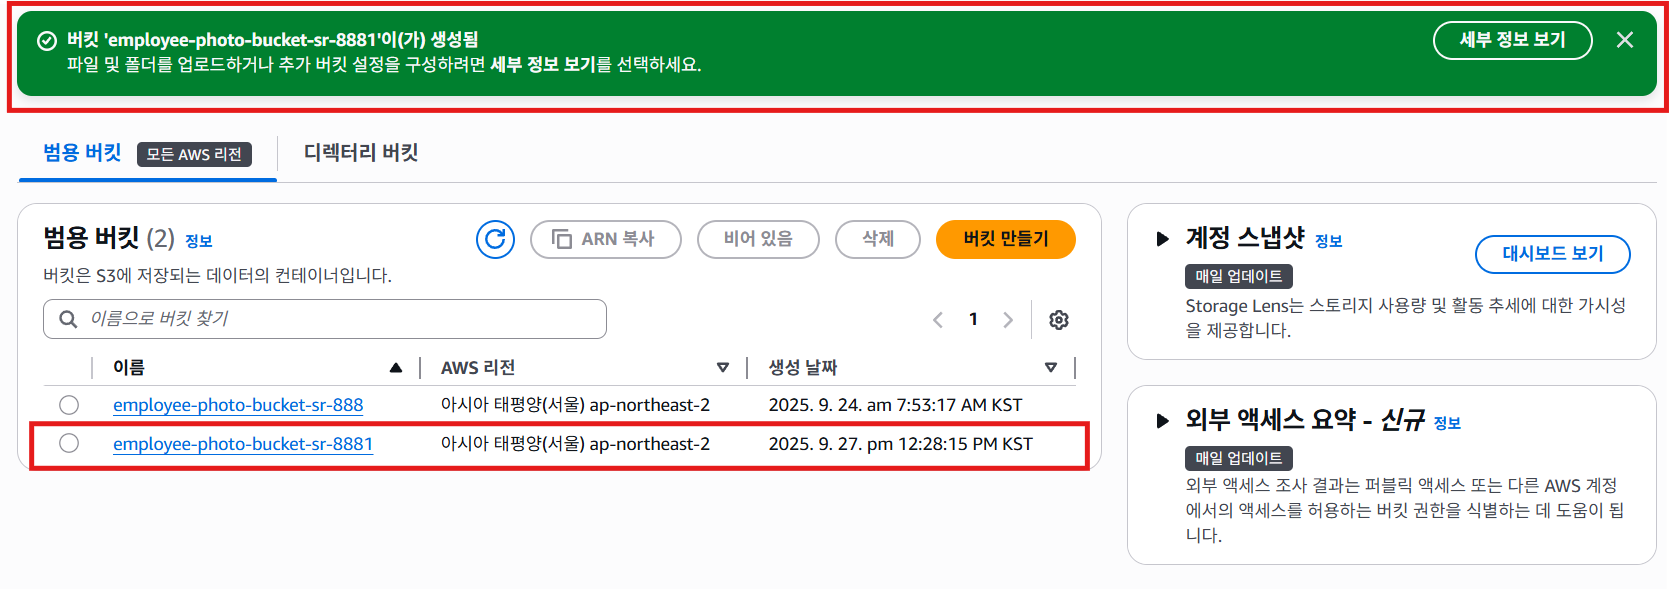 버킷 'employee-photo-bucket-sr-8881'이(가) 생성됨
파일 및 폴더를 업로드하거나 추가 버킷 설정을 구성하려면 세부 정보 보기를 선택하세요.
세부 정보 보기
범용 버킷 모든 AWS 리전 디렉터리 버킷
범용 버킷 (2) 정보
ARN 복사 비어 있음 삭제 버킷 만들기
버킷은 S3에 저장되는 데이터의 컨테이너입니다.
이름으로 버킷 찾기
1
이름 AWS 리전 생성 날짜
employee-photo-bucket-sr-888 아시아 태평양(서울) ap-northeast-2 2025. 9. 24. am 7:53:17 AM KST
employee-photo-bucket-sr-8881 아시아 태평양(서울) ap-northeast-2 2025. 9. 27. pm 12:28:15 PM KST
계정 스냅샷 정보
대시보드 보기
매일 업데이트
Storage Lens는 스토리지 사용량 및 활동 추세에 대한 가시성
을 제공합니다.
외부 액세스 요약 - 신규 정보
매일 업데이트
외부 액세스 조사 결과는 퍼블릭 액세스 또는 다른 AWS 계정
에서의 액세스를 허용하는 버킷 권한을 식별하는 데 도움이 됩
니다.